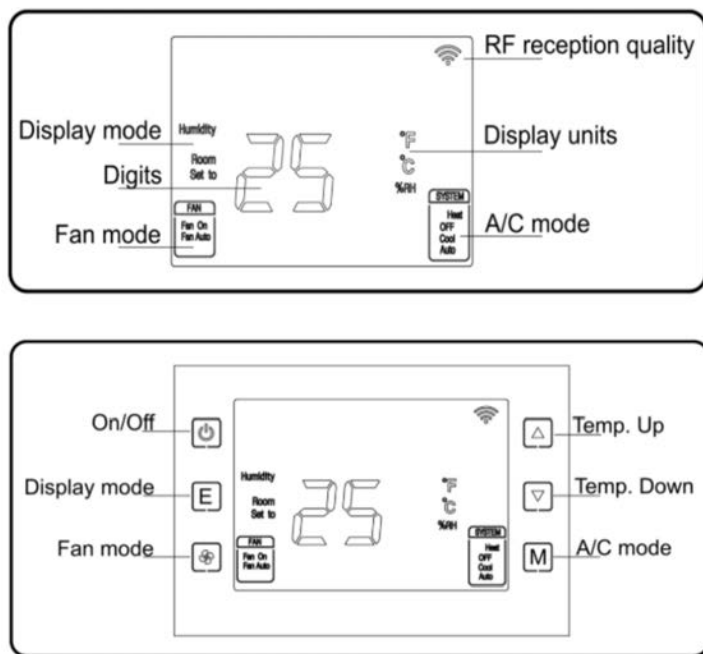 RF reception quality
Display mode
Humidity
25
°F
Display units
°C
Room
Set to
Digits
%RH
FAN
Fan On
Fan Auto
Fan mode
SYSTEM
Heat
OFF
Cool
Auto
A/C mode
On/Off
Temp. Up
Display mode
E
Humidity
25
°F
Temp. Down
°C
Room
Set to
%RH
Fan mode
FAN
Fan On
Fan Auto
SYSTEM
Heat
OFF
Cool
Auto
M
A/C mode